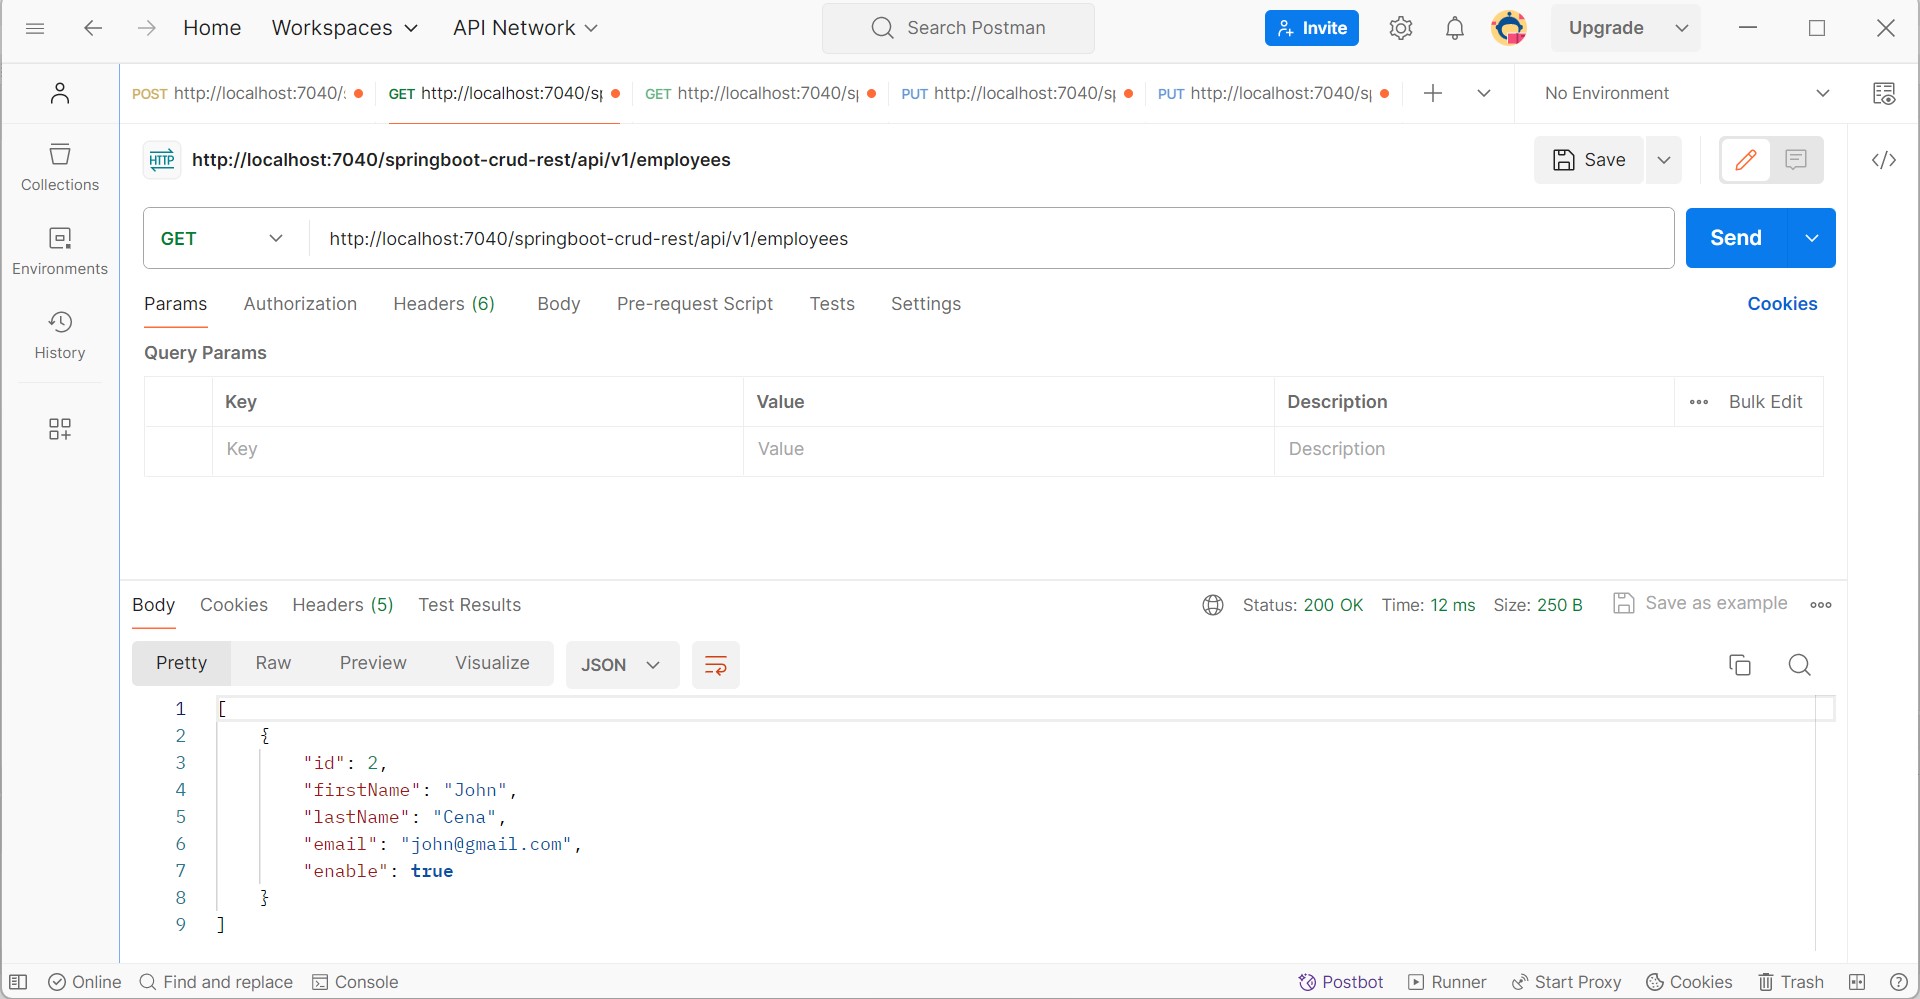 Home Workspaces API Network Search Postman Invite Upgrade
POST http://localhost:7040/ GET http://localhost:7040/sp GET http://localhost:7040/sp PUT http://localhost:7040/sp PUT http://localhost:7040/sp No Environment
HTTP http://localhost:7040/springboot-crud-rest/api/v1/employees Save </>
Collections
GET http://localhost:7040/springboot-crud-rest/api/v1/employees Send
Environments
Params Authorization Headers (6) Body Pre-request Script Tests Settings Cookies
History
Query Params
Key Value Description Bulk Edit
Key Value Description
Body Cookies Headers (5) Test Results Status: 200 OK Time: 12 ms Size: 250 B Save as example
Pretty Raw Preview Visualize JSON
1 [
2 {
3 "id": 2,
4 "firstName": "John",
5 "lastName": "Cena",
6 "email": "john@gmail.com",
7 "enable": true
8 }
9 ]
Online Find and replace Console Postbot Runner Start Proxy Cookies Trash